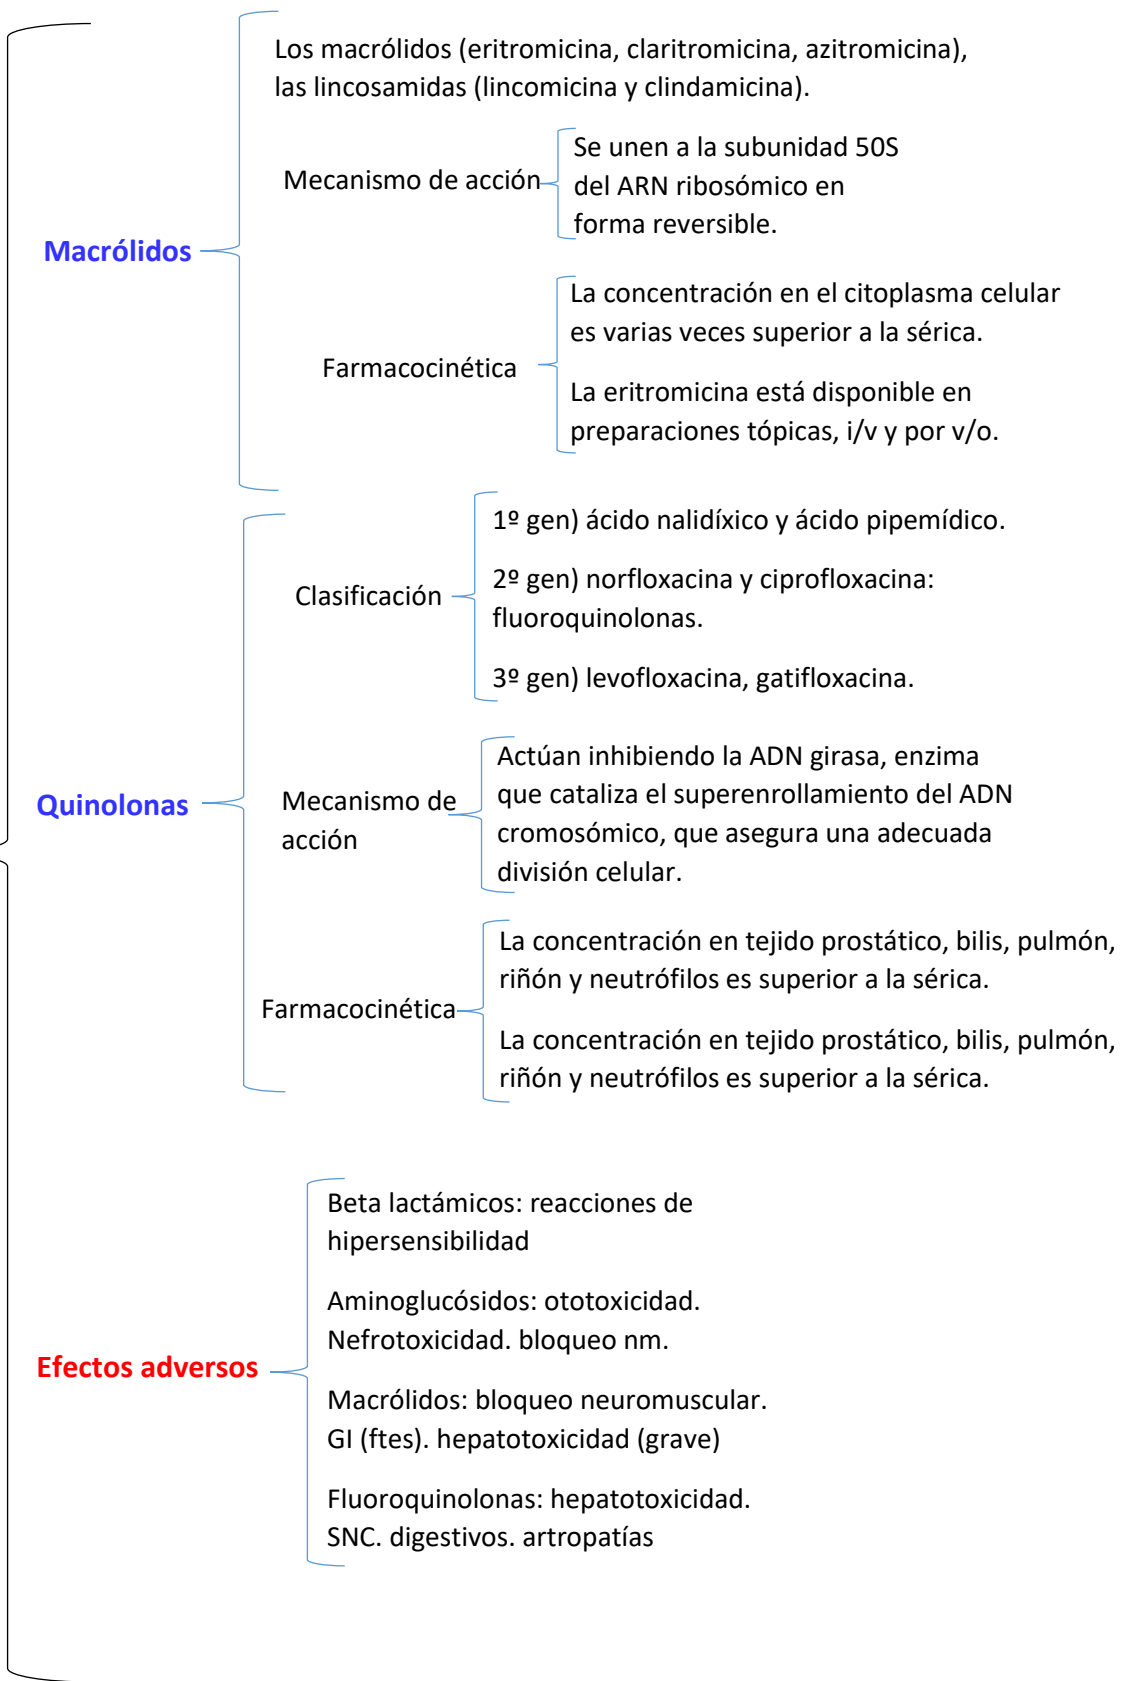 Los macrólidos (eritromicina, claritromicina, azitromicina),
las lincosamidas (lincomicina y clindamicina).
Mecanismo de acción
Se unen a la subunidad 50S
del ARN ribosómico en
forma reversible.
Macrólidos
Farmacocinética
La concentración en el citoplasma celular
es varias veces superior a la sérica.
La eritromicina está disponible en
preparaciones tópicas, i/v y por v/o.
Quinolonas
Clasificación
1º gen) ácido nalidíxico y ácido pipemídico.
2º gen) norfloxacina y ciprofloxacina:
fluoroquinolonas.
3º gen) levofloxacina, gatifloxacina.
Mecanismo de
acción
Actúan inhibiendo la ADN girasa, enzima
que cataliza el superenrollamiento del ADN
cromosómico, que asegura una adecuada
división celular.
Farmacocinética
La concentración en tejido prostático, bilis, pulmón,
riñón y neutrófilos es superior a la sérica.
La concentración en tejido prostático, bilis, pulmón,
riñón y neutrófilos es superior a la sérica.
Efectos adversos
Beta lactámicos: reacciones de
hipersensibilidad
Aminoglucósidos: ototoxicidad.
Nefrotoxicidad. bloqueo nm.
Macrólidos: bloqueo neuromuscular.
GI (ftes). hepatotoxicidad (grave)
Fluoroquinolonas: hepatotoxicidad.
SNC. digestivos. artropatías